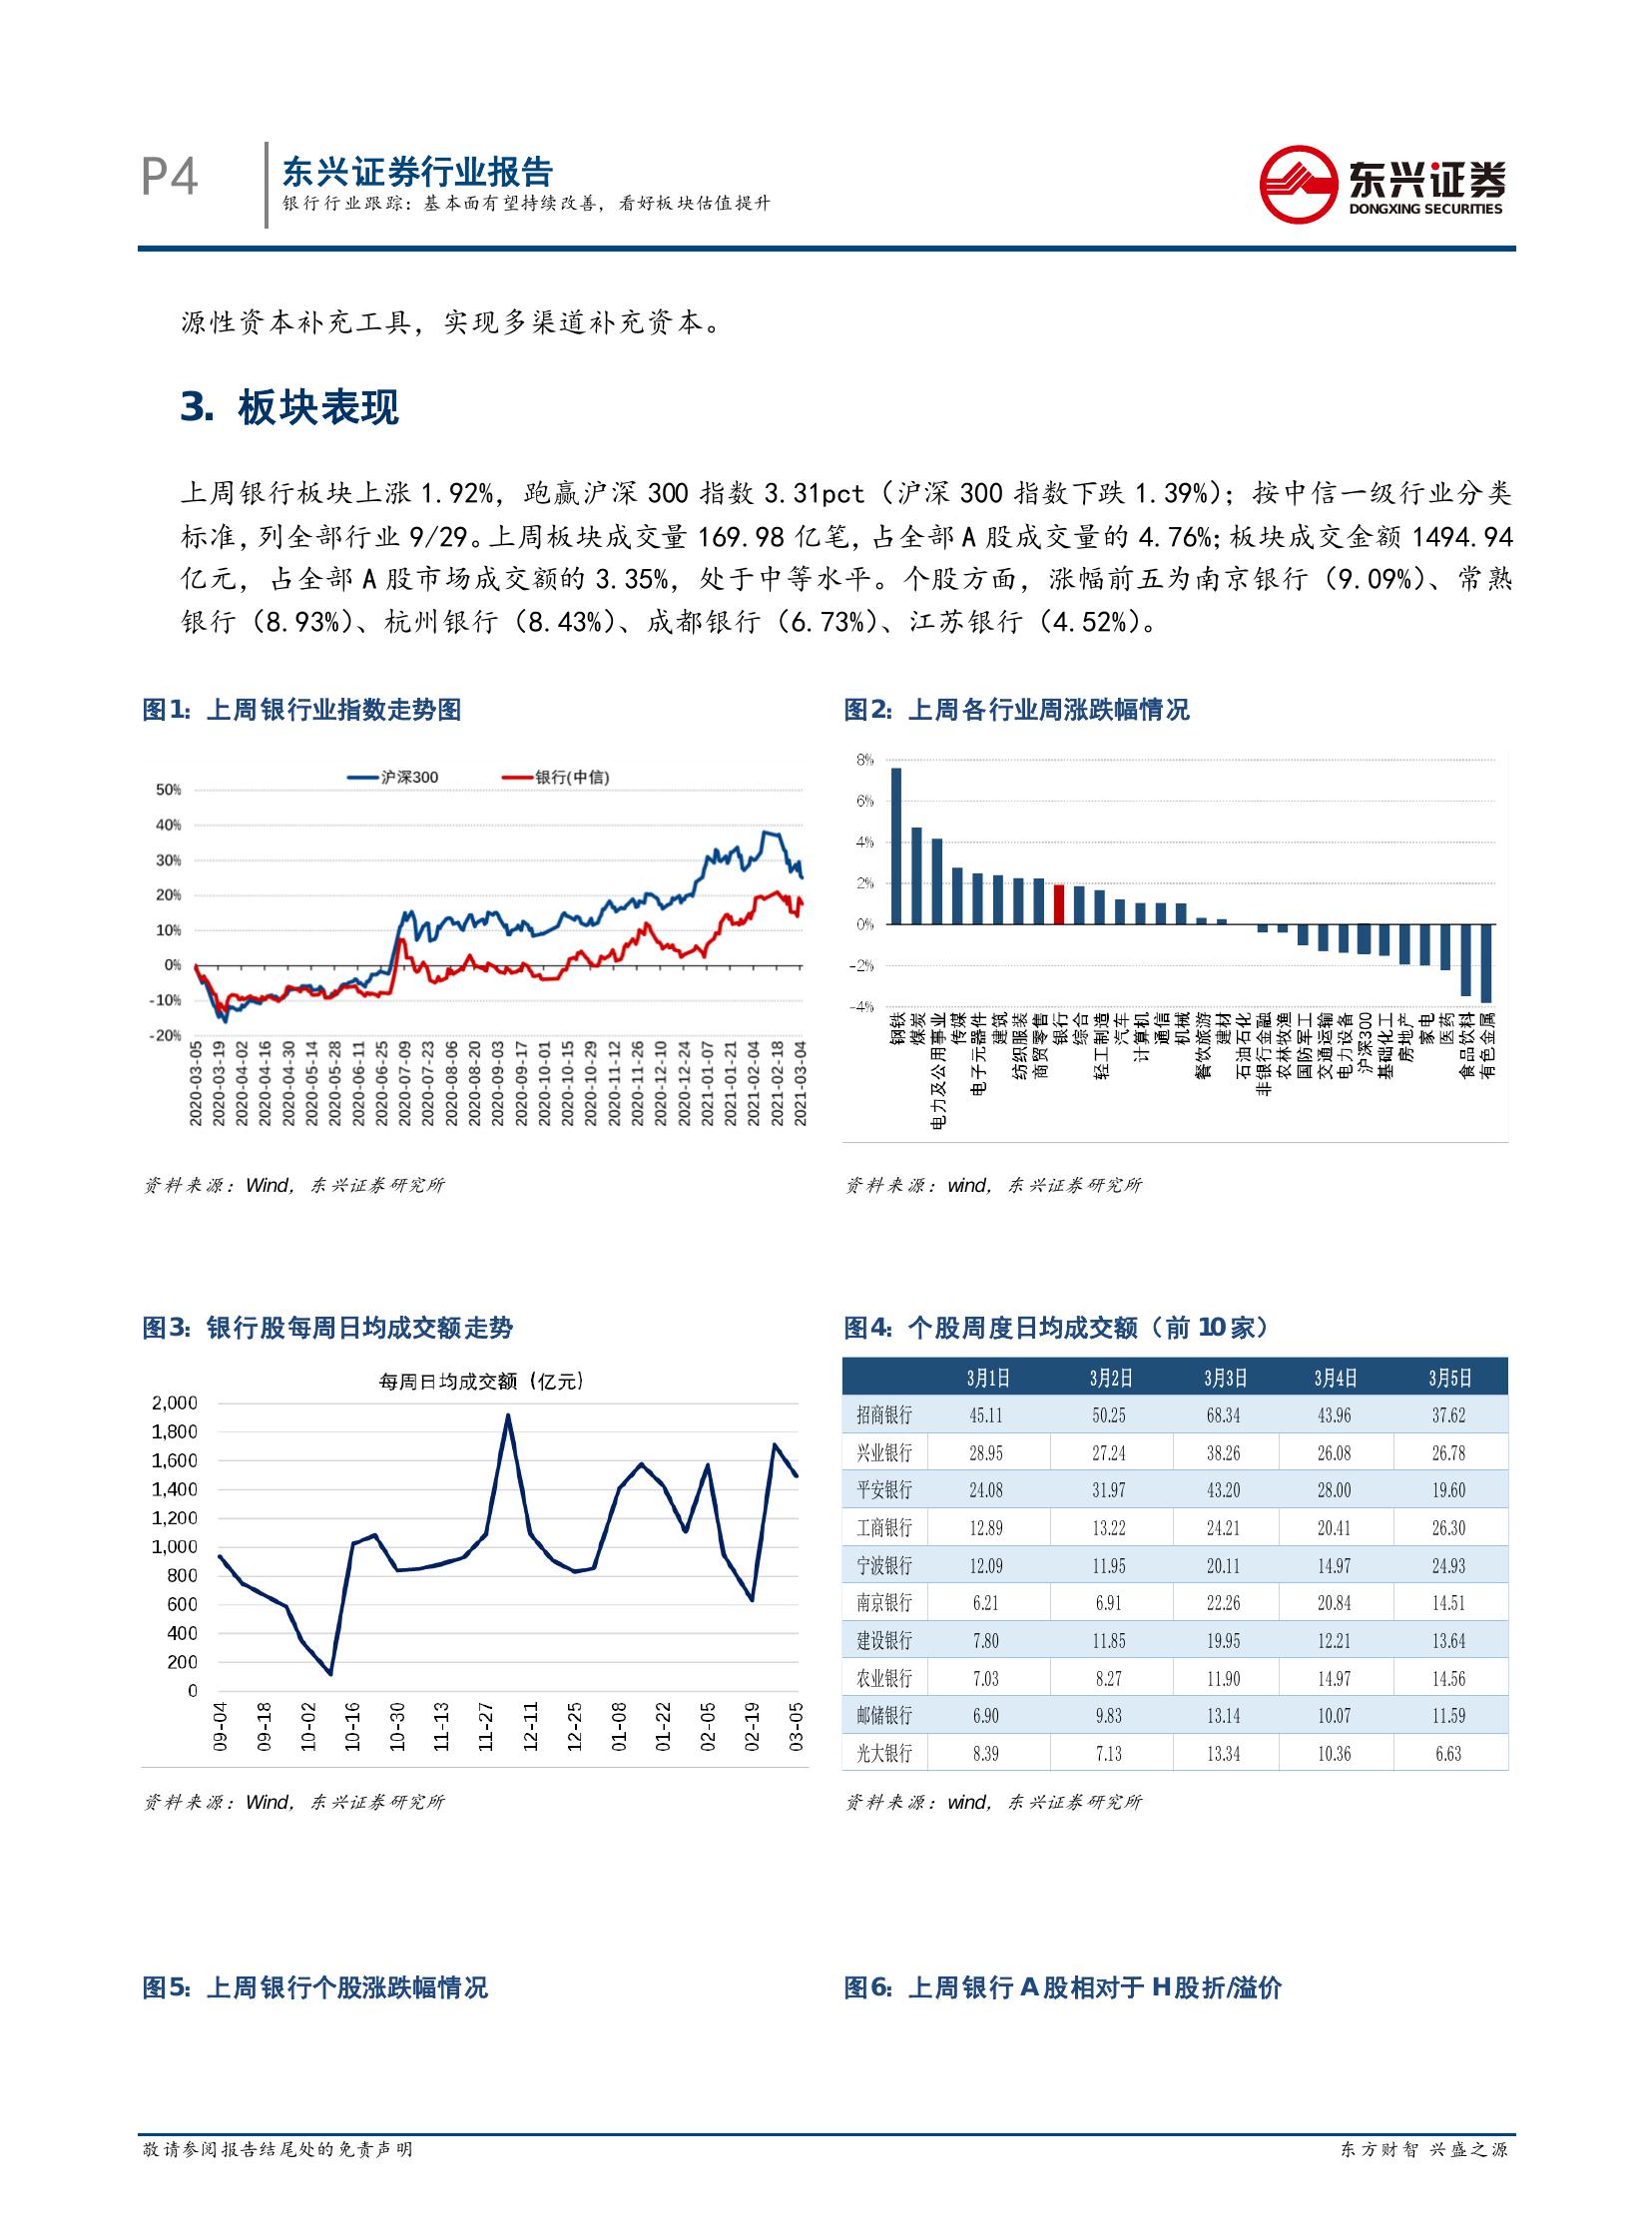 P4
东兴证券行业报告
银行行业跟踪：基本面有望持续改善，看好板块估值提升
东兴证券
DONGXING SECURITIES
源性资本补充工具，实现多渠道补充资本。
3. 板块表现
上周银行板块上涨 1.92%，跑赢沪深 300 指数 3.31pct（沪深 300 指数下跌 1.39%）；按中信一级行业分类
标准，列全部行业 9/29。上周板块成交量 169.98 亿笔，占全部 A 股成交量的 4.76%；板块成交金额 1494.94
亿元，占全部 A 股市场成交额的 3.35%，处于中等水平。个股方面，涨幅前五为南京银行（9.09%）、常熟
银行（8.93%）、杭州银行（8.43%）、成都银行（6.73%）、江苏银行（4.52%）。
图1：上周银行业指数走势图
沪深300 银行(中信)
50%
40%
30%
20%
10%
0%
-10%
-20%
2020-03-05 2020-03-19 2020-04-02 2020-04-16 2020-04-30 2020-05-14 2020-05-28 2020-06-11 2020-06-25 2020-07-09 2020-07-23 2020-08-06 2020-08-20 2020-09-03 2020-09-17 2020-10-01 2020-10-15 2020-10-29 2020-11-12 2020-11-26 2020-12-10 2020-12-24 2021-01-07 2021-01-21 2021-02-04 2021-02-18 2021-03-04
资料来源：Wind，东兴证券研究所
图2：上周各行业周涨跌幅情况
8%
6%
4%
2%
0%
-2%
-4%
钢铁 煤炭 电力及公用事业 传媒 电子元器件 建筑 纺织服装 商贸零售 银行 综合 轻工制造 汽车 计算机 通信 机械 餐饮旅游 建材 石油石化 非银行金融 农林牧渔 国防军工 交通运输 电力设备 沪深300 基础化工 房地产 家电 医药 食品饮料 有色金属
资料来源：wind，东兴证券研究所
图3：银行股每周日均成交额走势
每周日均成交额（亿元）
2,000
1,800
1,600
1,400
1,200
1,000
800
600
400
200
0
09-04 09-18 10-02 10-16 10-30 11-13 11-27 12-11 12-25 01-08 01-22 02-05 02-19 03-05
资料来源：Wind，东兴证券研究所
图4：个股周度日均成交额（前 10 家）
3月1日 3月2日 3月3日 3月4日 3月5日
招商银行 45.11 50.25 68.34 43.96 37.62
兴业银行 28.95 27.24 38.26 26.08 26.78
平安银行 24.08 31.97 43.20 28.00 19.60
工商银行 12.89 13.22 24.21 20.41 26.30
宁波银行 12.09 11.95 20.11 14.97 24.93
南京银行 6.21 6.91 22.26 20.84 14.51
建设银行 7.80 11.85 19.95 12.21 13.64
农业银行 7.03 8.27 11.90 14.97 14.56
邮储银行 6.90 9.83 13.14 10.07 11.59
光大银行 8.39 7.13 13.34 10.36 6.63
资料来源：wind，东兴证券研究所
图5：上周银行个股涨跌幅情况
图6：上周银行 A 股相对于 H 股折/溢价
敬请参阅报告结尾处的免责声明
东方财智 兴盛之源